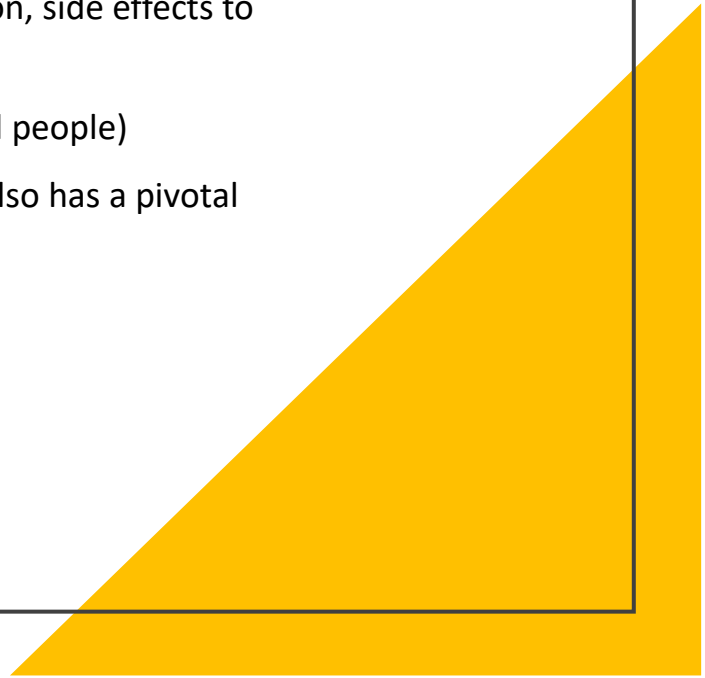 on, side effects to
people)
lso has a pivotal